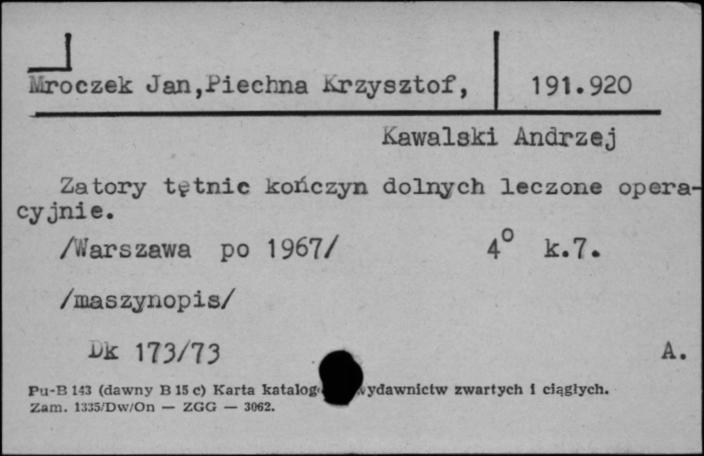 Mroczek Jan,Piechna Krzysztof, 191.920
Kawalski Andrzej
Zatory tętnic kończyn dolnych leczone opera-
cyjnie.
/Warszawa po 1967/ 4° k.7.
/maszynopis/
Dk 173/73 A.
Pu-B 143 (dawny B 15 c) Karta katalog wydawnictw zwartych i ciągłych.
Zam. 1335/Dw/On — ZGG — 3062.